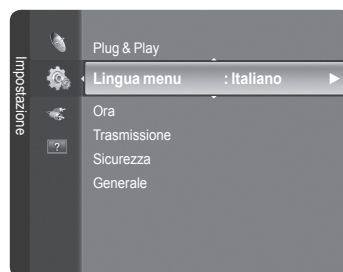 Impostazione
Plug & Play
Lingua menu : Italiano
Ora
Trasmissione
Sicurezza
Generale
?